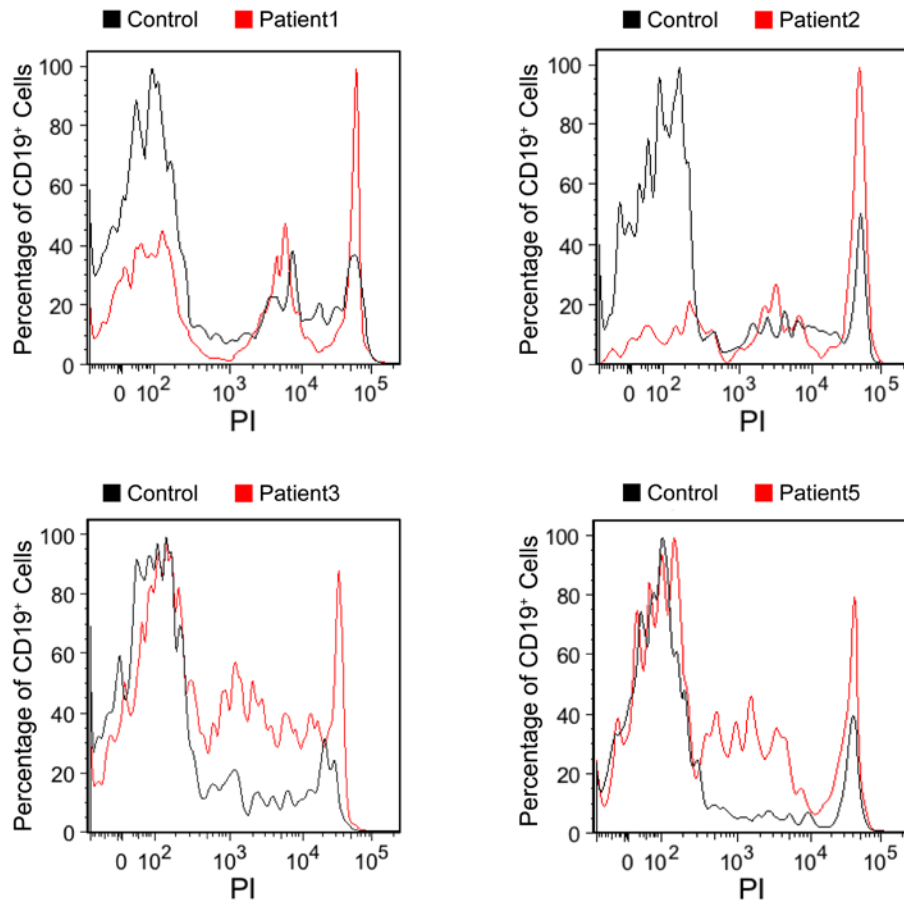 Control Patient1
Percentage of CD19⁺ Cells
100
80
60
40
20
0
0 10² 10³ 10⁴ 10⁵
PI
Control Patient2
Percentage of CD19⁺ Cells
100
80
60
40
20
0
0 10² 10³ 10⁴ 10⁵
PI
Control Patient3
Percentage of CD19⁺ Cells
100
80
60
40
20
0
0 10² 10³ 10⁴ 10⁵
PI
Control Patient5
Percentage of CD19⁺ Cells
100
80
60
40
20
0
0 10² 10³ 10⁴ 10⁵
PI